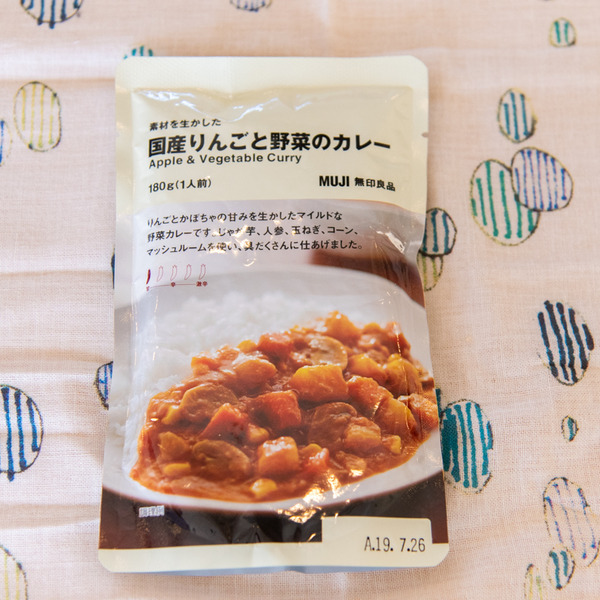 素材を生かした
国産りんごと野菜のカレー
Apple & Vegetable Curry
180g(1人前)
MUJI 無印良品
りんごとかぼちゃの甘みを生かしたマイルドな
野菜カレーです。じゃが芋、人参、玉ねぎ、コーン、
マッシュルームを使い、具だくさんに仕あげました。
辛 激辛
A.19. 7.26